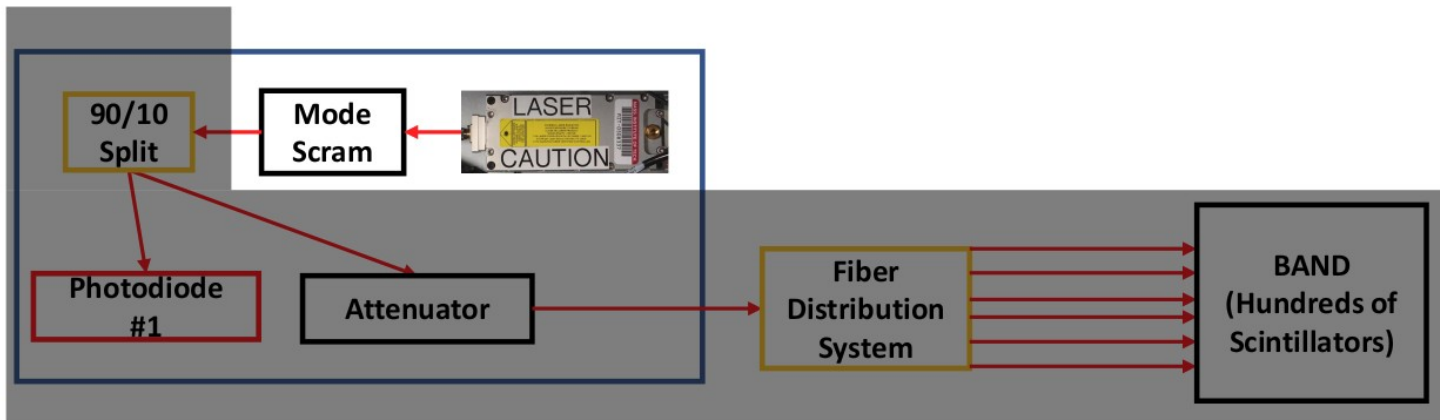 90/10
Split
Mode
Scram
LASER
CAUTION
Photodiode
#1
Attenuator
Fiber
Distribution
System
BAND
(Hundreds of
Scintillators)